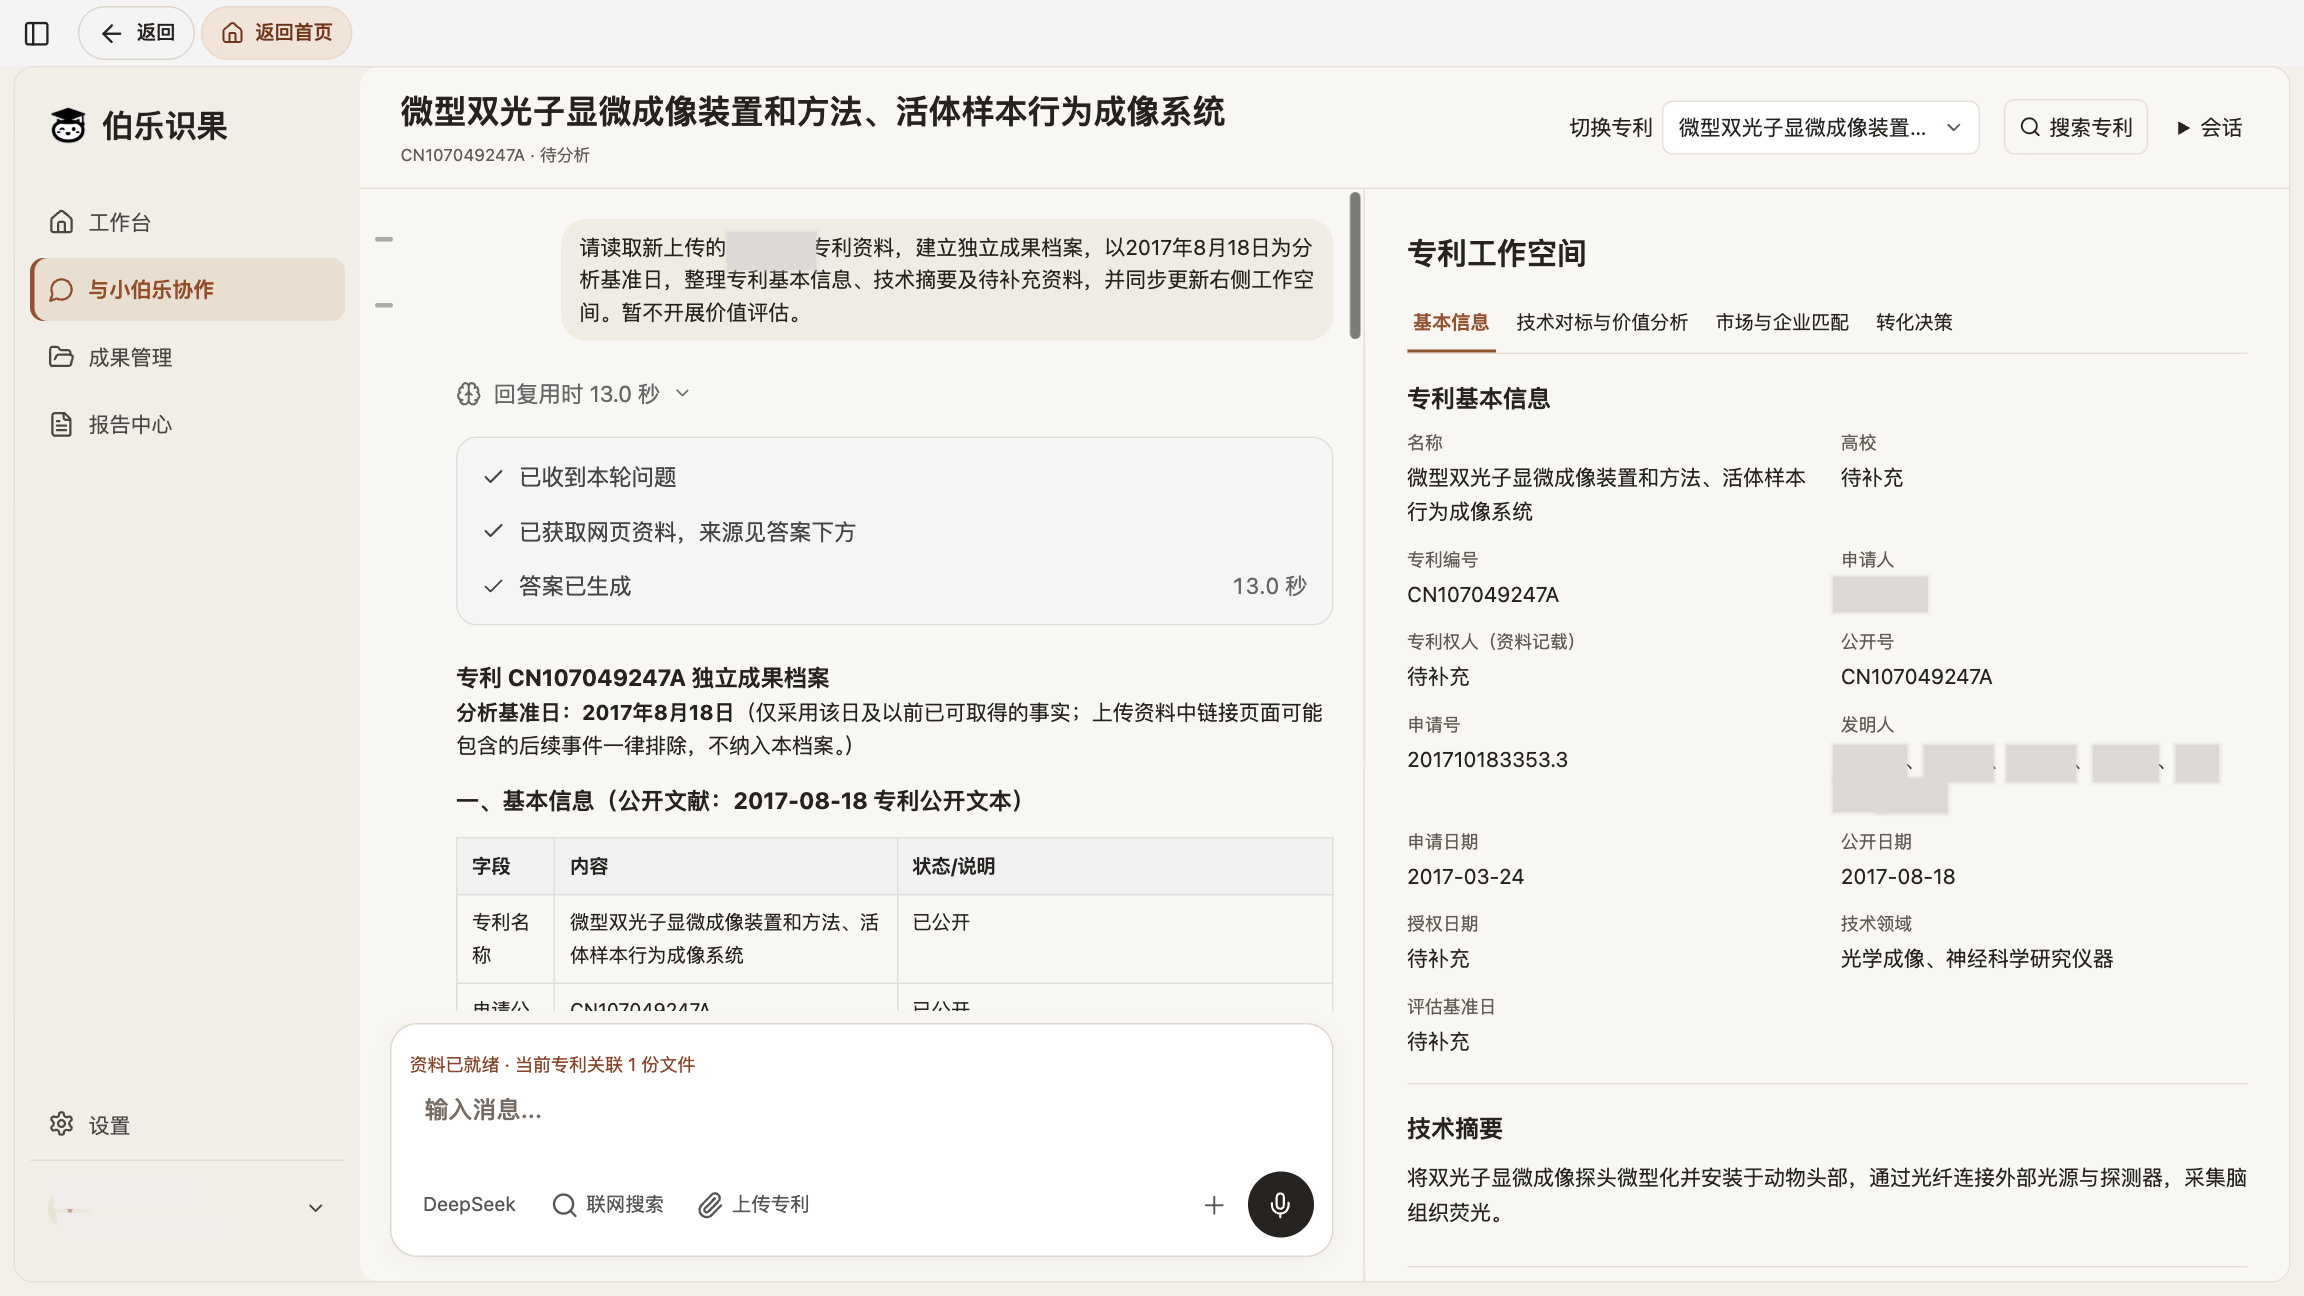 返回
返回首页
伯乐识果
工作台
与小伯乐协作
成果管理
报告中心
设置
微型双光子显微成像装置和方法、活体样本行为成像系统
CN107049247A · 待分析
切换专利
微型双光子显微成像装置...
搜索专利
会话
请读取新上传的 专利资料，建立独立成果档案，以2017年8月18日为分
析基准日，整理专利基本信息、技术摘要及待补充资料，并同步更新右侧工作空
间。暂不开展价值评估。
回复用时 13.0 秒
已收到本轮问题
已获取网页资料，来源见答案下方
答案已生成
13.0 秒
专利 CN107049247A 独立成果档案
分析基准日：2017年8月18日（仅采用该日及以前已可取得的事实；上传资料中链接页面可能
包含的后续事件一律排除，不纳入本档案。）
一、基本信息（公开文献：2017-08-18 专利公开文本）
字段 内容 状态/说明
专利名 微型双光子显微成像装置和方法、活 已公开
称 体样本行为成像系统
申请公 CN107049247A 已公开
资料已就绪 · 当前专利关联 1 份文件
输入消息...
DeepSeek
联网搜索
上传专利
专利工作空间
基本信息
技术对标与价值分析
市场与企业匹配
转化决策
专利基本信息
名称
微型双光子显微成像装置和方法、活体样本
行为成像系统
高校
待补充
专利编号
CN107049247A
申请人
专利权人（资料记载）
待补充
公开号
CN107049247A
申请号
201710183353.3
发明人
、 、 、 、
申请日期
2017-03-24
公开日期
2017-08-18
授权日期
待补充
技术领域
光学成像、神经科学研究仪器
评估基准日
待补充
技术摘要
将双光子显微成像探头微型化并安装于动物头部，通过光纤连接外部光源与探测器，采集脑
组织荧光。